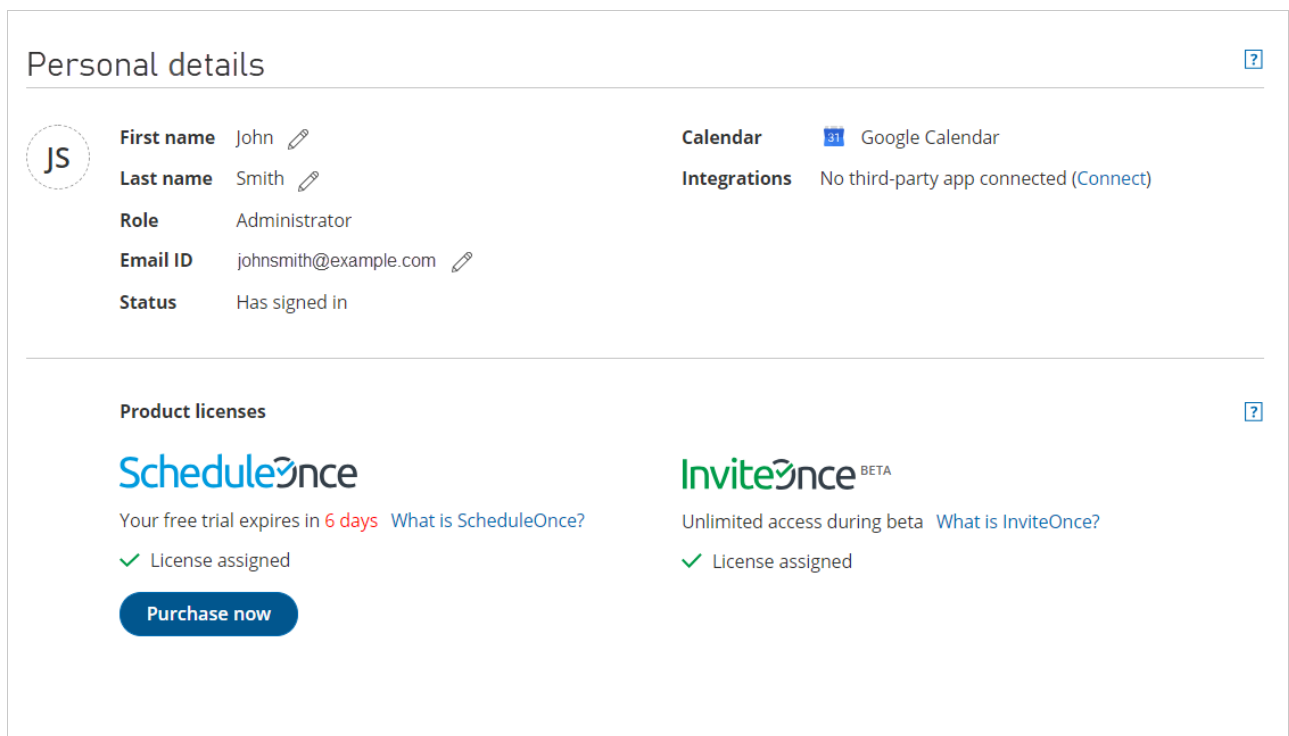 Personal details
?
JS
First name John
Last name Smith
Role Administrator
Email ID johnsmith@example.com
Status Has signed in
Calendar 31 Google Calendar
Integrations No third-party app connected (Connect)
Product licenses
?
ScheduleOnce
Your free trial expires in 6 days What is ScheduleOnce?
License assigned
Purchase now
InviteOnce BETA
Unlimited access during beta What is InviteOnce?
License assigned